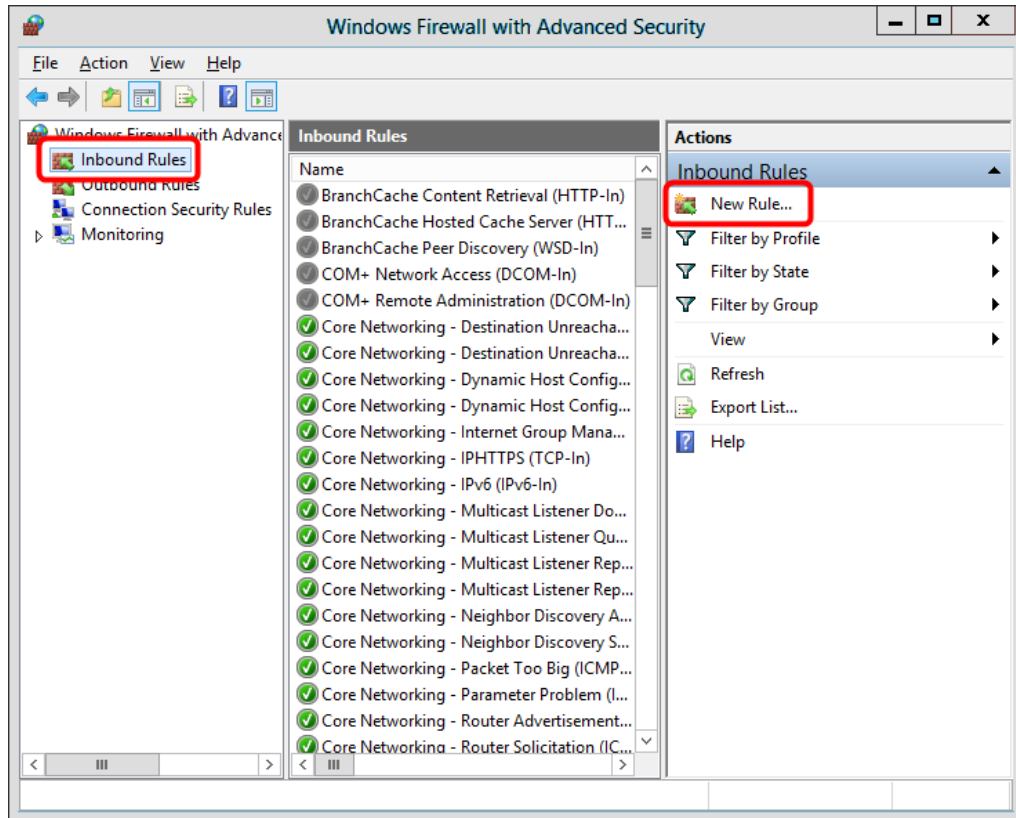 Windows Firewall with Advanced Security
File Action View Help
Windows Firewall with Advance
Inbound Rules
Outbound Rules
Connection Security Rules
Monitoring
Inbound Rules
Name
BranchCache Content Retrieval (HTTP-In)
BranchCache Hosted Cache Server (HTT...
BranchCache Peer Discovery (WSD-In)
COM+ Network Access (DCOM-In)
COM+ Remote Administration (DCOM-In)
Core Networking - Destination Unreacha...
Core Networking - Destination Unreacha...
Core Networking - Dynamic Host Config...
Core Networking - Dynamic Host Config...
Core Networking - Internet Group Mana...
Core Networking - IPHTTPS (TCP-In)
Core Networking - IPv6 (IPv6-In)
Core Networking - Multicast Listener Do...
Core Networking - Multicast Listener Qu...
Core Networking - Multicast Listener Rep...
Core Networking - Multicast Listener Rep...
Core Networking - Neighbor Discovery A...
Core Networking - Neighbor Discovery S...
Core Networking - Packet Too Big (ICMP...
Core Networking - Parameter Problem (I...
Core Networking - Router Advertisement...
Core Networking - Router Solicitation (IC...
Actions
Inbound Rules
New Rule...
Filter by Profile
Filter by State
Filter by Group
View
Refresh
Export List...
Help